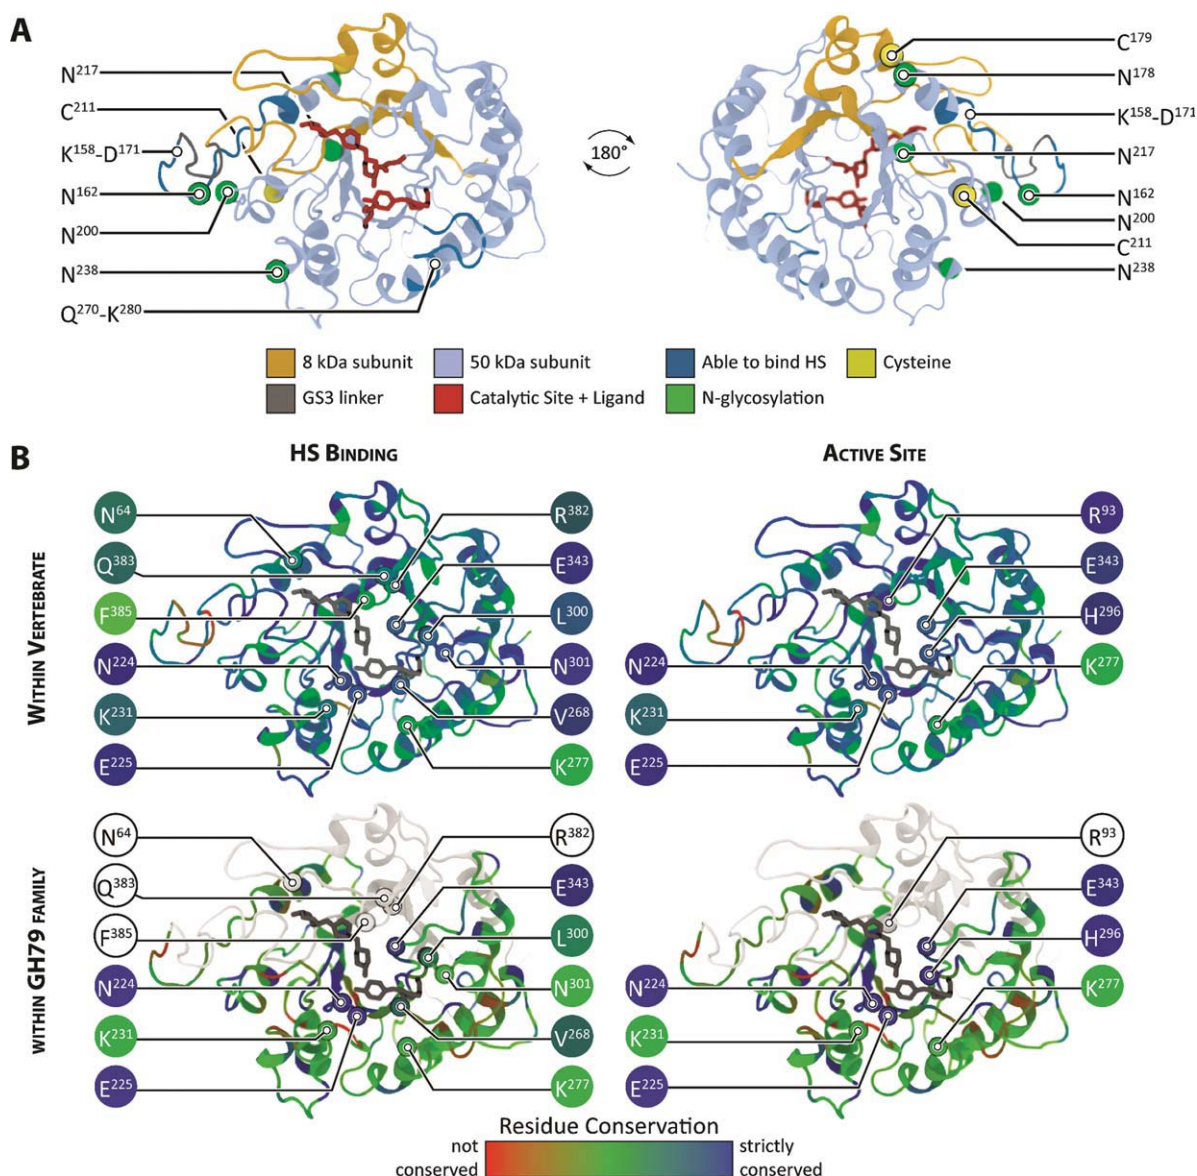 A
N²¹⁷
C²¹¹
K¹⁵⁸-D¹⁷¹
N¹⁶²
N²⁰⁰
N²³⁸
Q²⁷⁰-K²⁸⁰
180°
C¹⁷⁹
N¹⁷⁸
K¹⁵⁸-D¹⁷¹
N²¹⁷
N¹⁶²
N²⁰⁰
C²¹¹
N²³⁸
8 kDa subunit
50 kDa subunit
Able to bind HS
Cysteine
GS3 linker
Catalytic Site + Ligand
N-glycosylation
B
HS BINDING
ACTIVE SITE
WITHIN VERTEBRATE
N⁶⁴
Q³⁸³
F³⁸⁵
N²²⁴
K²³¹
E²²⁵
R³⁸²
E³⁴³
L³⁰⁰
N³⁰¹
V²⁶⁸
K²⁷⁷
N²²⁴
K²³¹
E²²⁵
R⁹³
E³⁴³
H²⁹⁶
K²⁷⁷
WITHIN GH79 FAMILY
N⁶⁴
Q³⁸³
F³⁸⁵
N²²⁴
K²³¹
E²²⁵
R³⁸²
E³⁴³
L³⁰⁰
N³⁰¹
V²⁶⁸
K²⁷⁷
N²²⁴
K²³¹
E²²⁵
R⁹³
E³⁴³
H²⁹⁶
K²⁷⁷
Residue Conservation
not
conserved
strictly
conserved